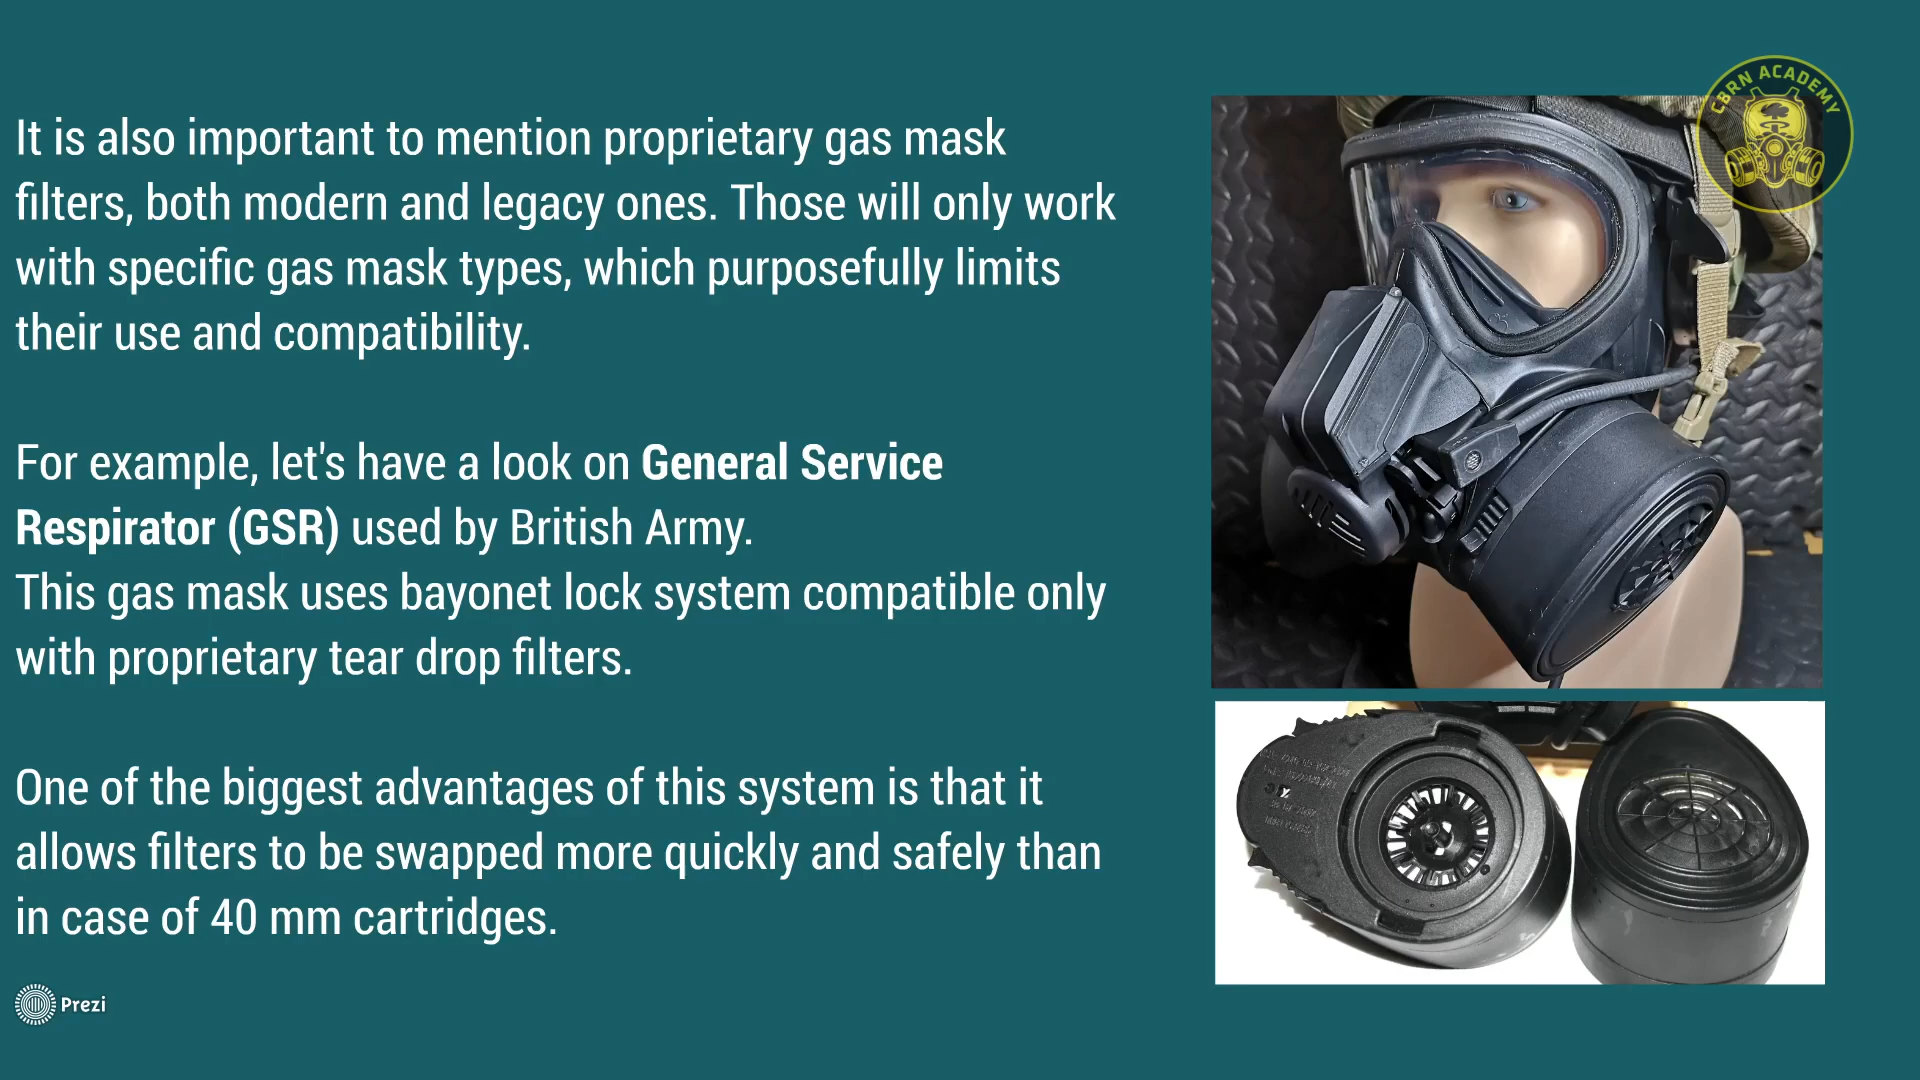 It is also important to mention proprietary gas mask
filters, both modern and legacy ones. Those will only work
with specific gas mask types, which purposefully limits
their use and compatibility.
For example, let's have a look on General Service
Respirator (GSR) used by British Army.
This gas mask uses bayonet lock system compatible only
with proprietary tear drop filters.
One of the biggest advantages of this system is that it
allows filters to be swapped more quickly and safely than
in case of 40 mm cartridges.
Prezi
CBRN ACADEMY